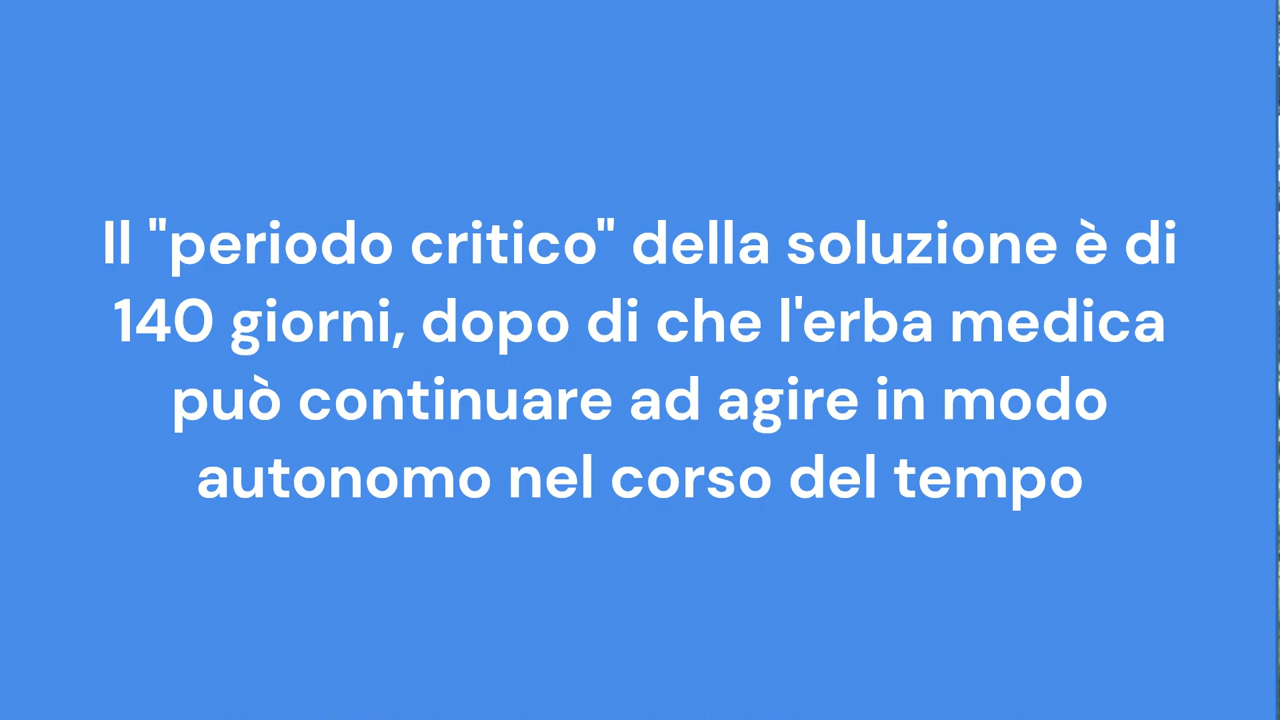 Il "periodo critico" della soluzione è di
140 giorni, dopo di che l'erba medica
può continuare ad agire in modo
autonomo nel corso del tempo